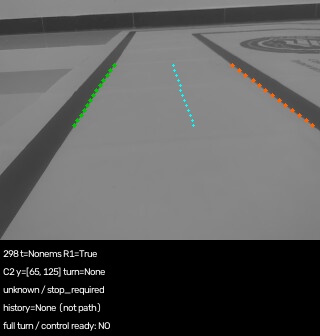 298 t=Nonems R1=True
C2 y=[65, 125] turn=None
unknown / stop_required
history=None (not path)
full turn / control ready: NO